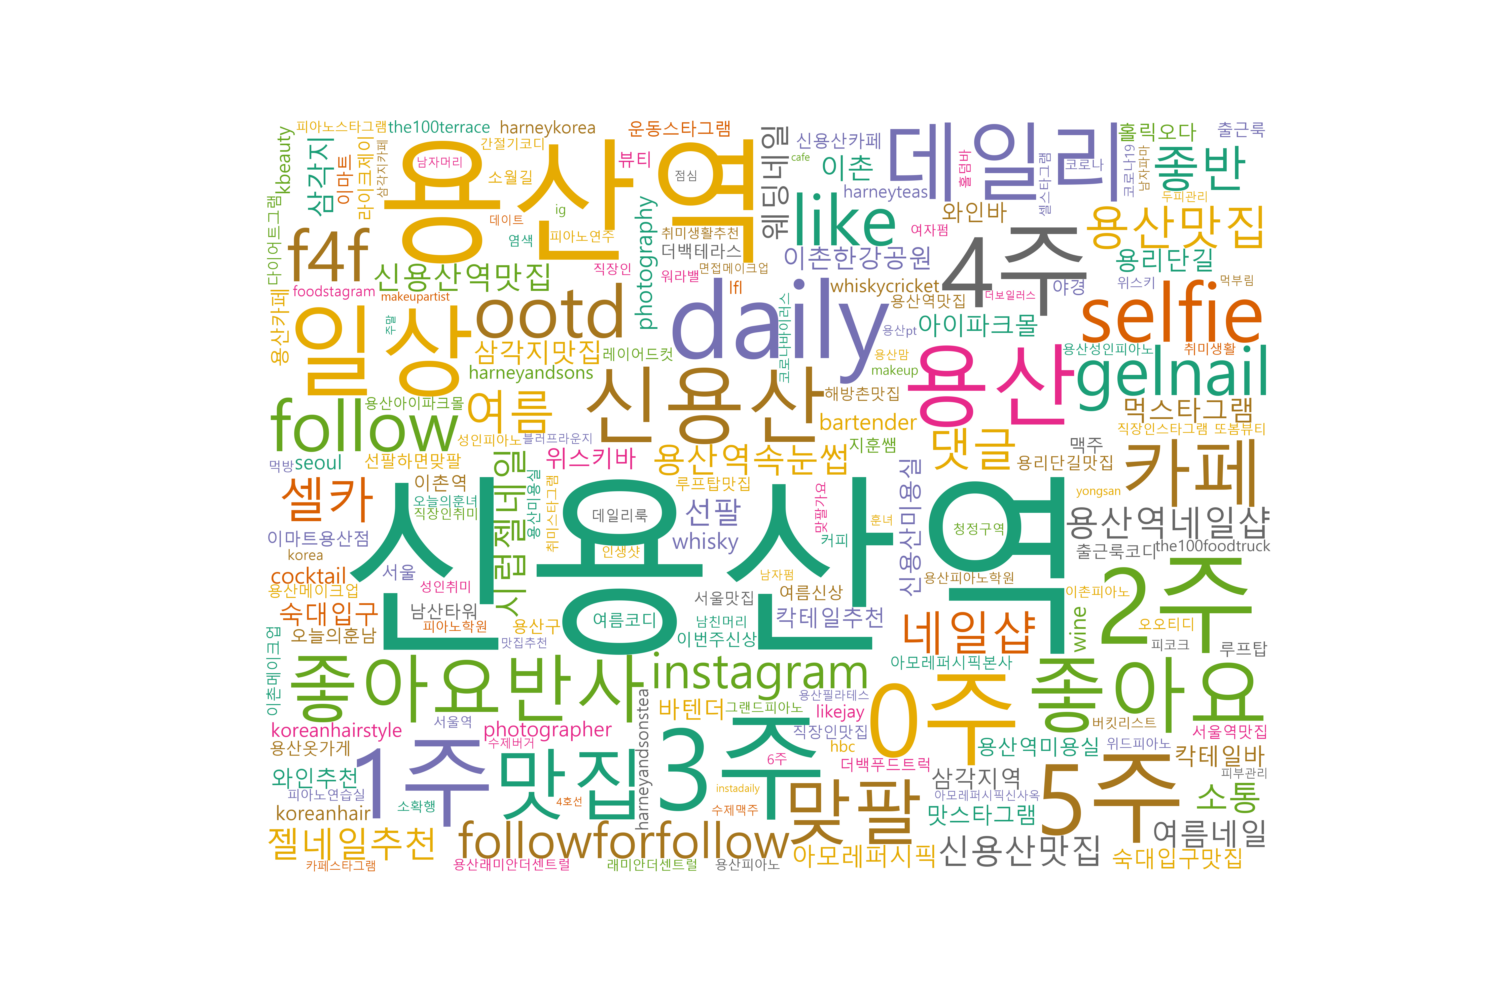 피아노스타그램 the100terrace harneykorea 운동스타그램 신용산카페 홀릭오다 출근룩
kbeauty 삼각지 이마트 라이크제이 삼각지카페 간절기코디 남자머리 용산역 뷰티 점심 웨딩네일 cafe 이촌 데일리 홈텀바 셀스타그램 코로나 코로나19 남자파마 좋반
소월길 데이트 ig harneyteas 두피관리
다이어트그램 f4f 염색 피아노연주 photography 취미생활추천 더백테라스 like 와인바 여자펌 4주 용산맛집
신용산역맛집 직장인 워라밸 면접메이크업 이촌한강공원 용리단길
foodstagram makeupartist lfl whiskycricket 용산역맛집 더보일러스 야경 위스키 먹부림
용산카페 일상 주말 ootd daily 코로나바이러스 용산pt 아이파크몰 selfie
삼각지맛집 레이어드컷 용산맘 용산 용산성인피아노 취미생활
harneyandsons 신용산 makeup gelnail
follow 용산아이파크몰 여름 해방촌맛집 먹스타그램
bartender 직장인스타그램 또봄뷰티
성인피아노 블러프라운지 지훈쌤 댓글 맥주 카페
먹방 seoul 선팔하면맞팔 위스키바 용산역속눈썹 용리단길맛집
셀카 이촌역 시럽젤네일 용산미용실 취미스타그램 루프탑맛집 맞팔가요 신용산미용실 yongsan
오늘의훈녀 직장인취미 데일리룩 선팔 훈녀 청정구역 용산역네일샵
이마트용산점 신용산역 whisky 커피 출근룩코디 the100foodtruck
korea 인생샷
cocktail 서울 성인취미 남자펌 용산피아노학원 2주
용산메이크업 서울맛집 여름신상 이촌피아노
숙대입구 남산타워 여름코디 남친머리 칵테일추천 네일샵 wine
오늘의훈남 피아노학원 용산구 맛집추천 이번주신상 오오티디 피코크 루프탑
이촌메이크업 좋아요반사 instagram 아모레퍼시픽본사 좋아요
harneyandsonstea 용산필라테스 0주
koreanhairstyle 서울역 photographer 바텐더 그랜드피아노 likejay 버킷리스트 서울역맛집
용산옷가게 1주 수제버거 맛집 3주 직장인맛집 hbc 용산역미용실 위드피아노 칵테일바
와인추천 6주 더백푸드트럭 삼각지역 5주 피부관리
피아노연습실 소확행 4호선 instadaily 맞팔 아모레퍼시픽신사옥 소통
koreanhair 수제맥주 맛스타그램
젤네일추천 followforfollow 아모레퍼시픽 신용산맛집 여름네일
카페스타그램 용산래미안더센트럴 래미안더센트럴 용산피아노 숙대입구맛집